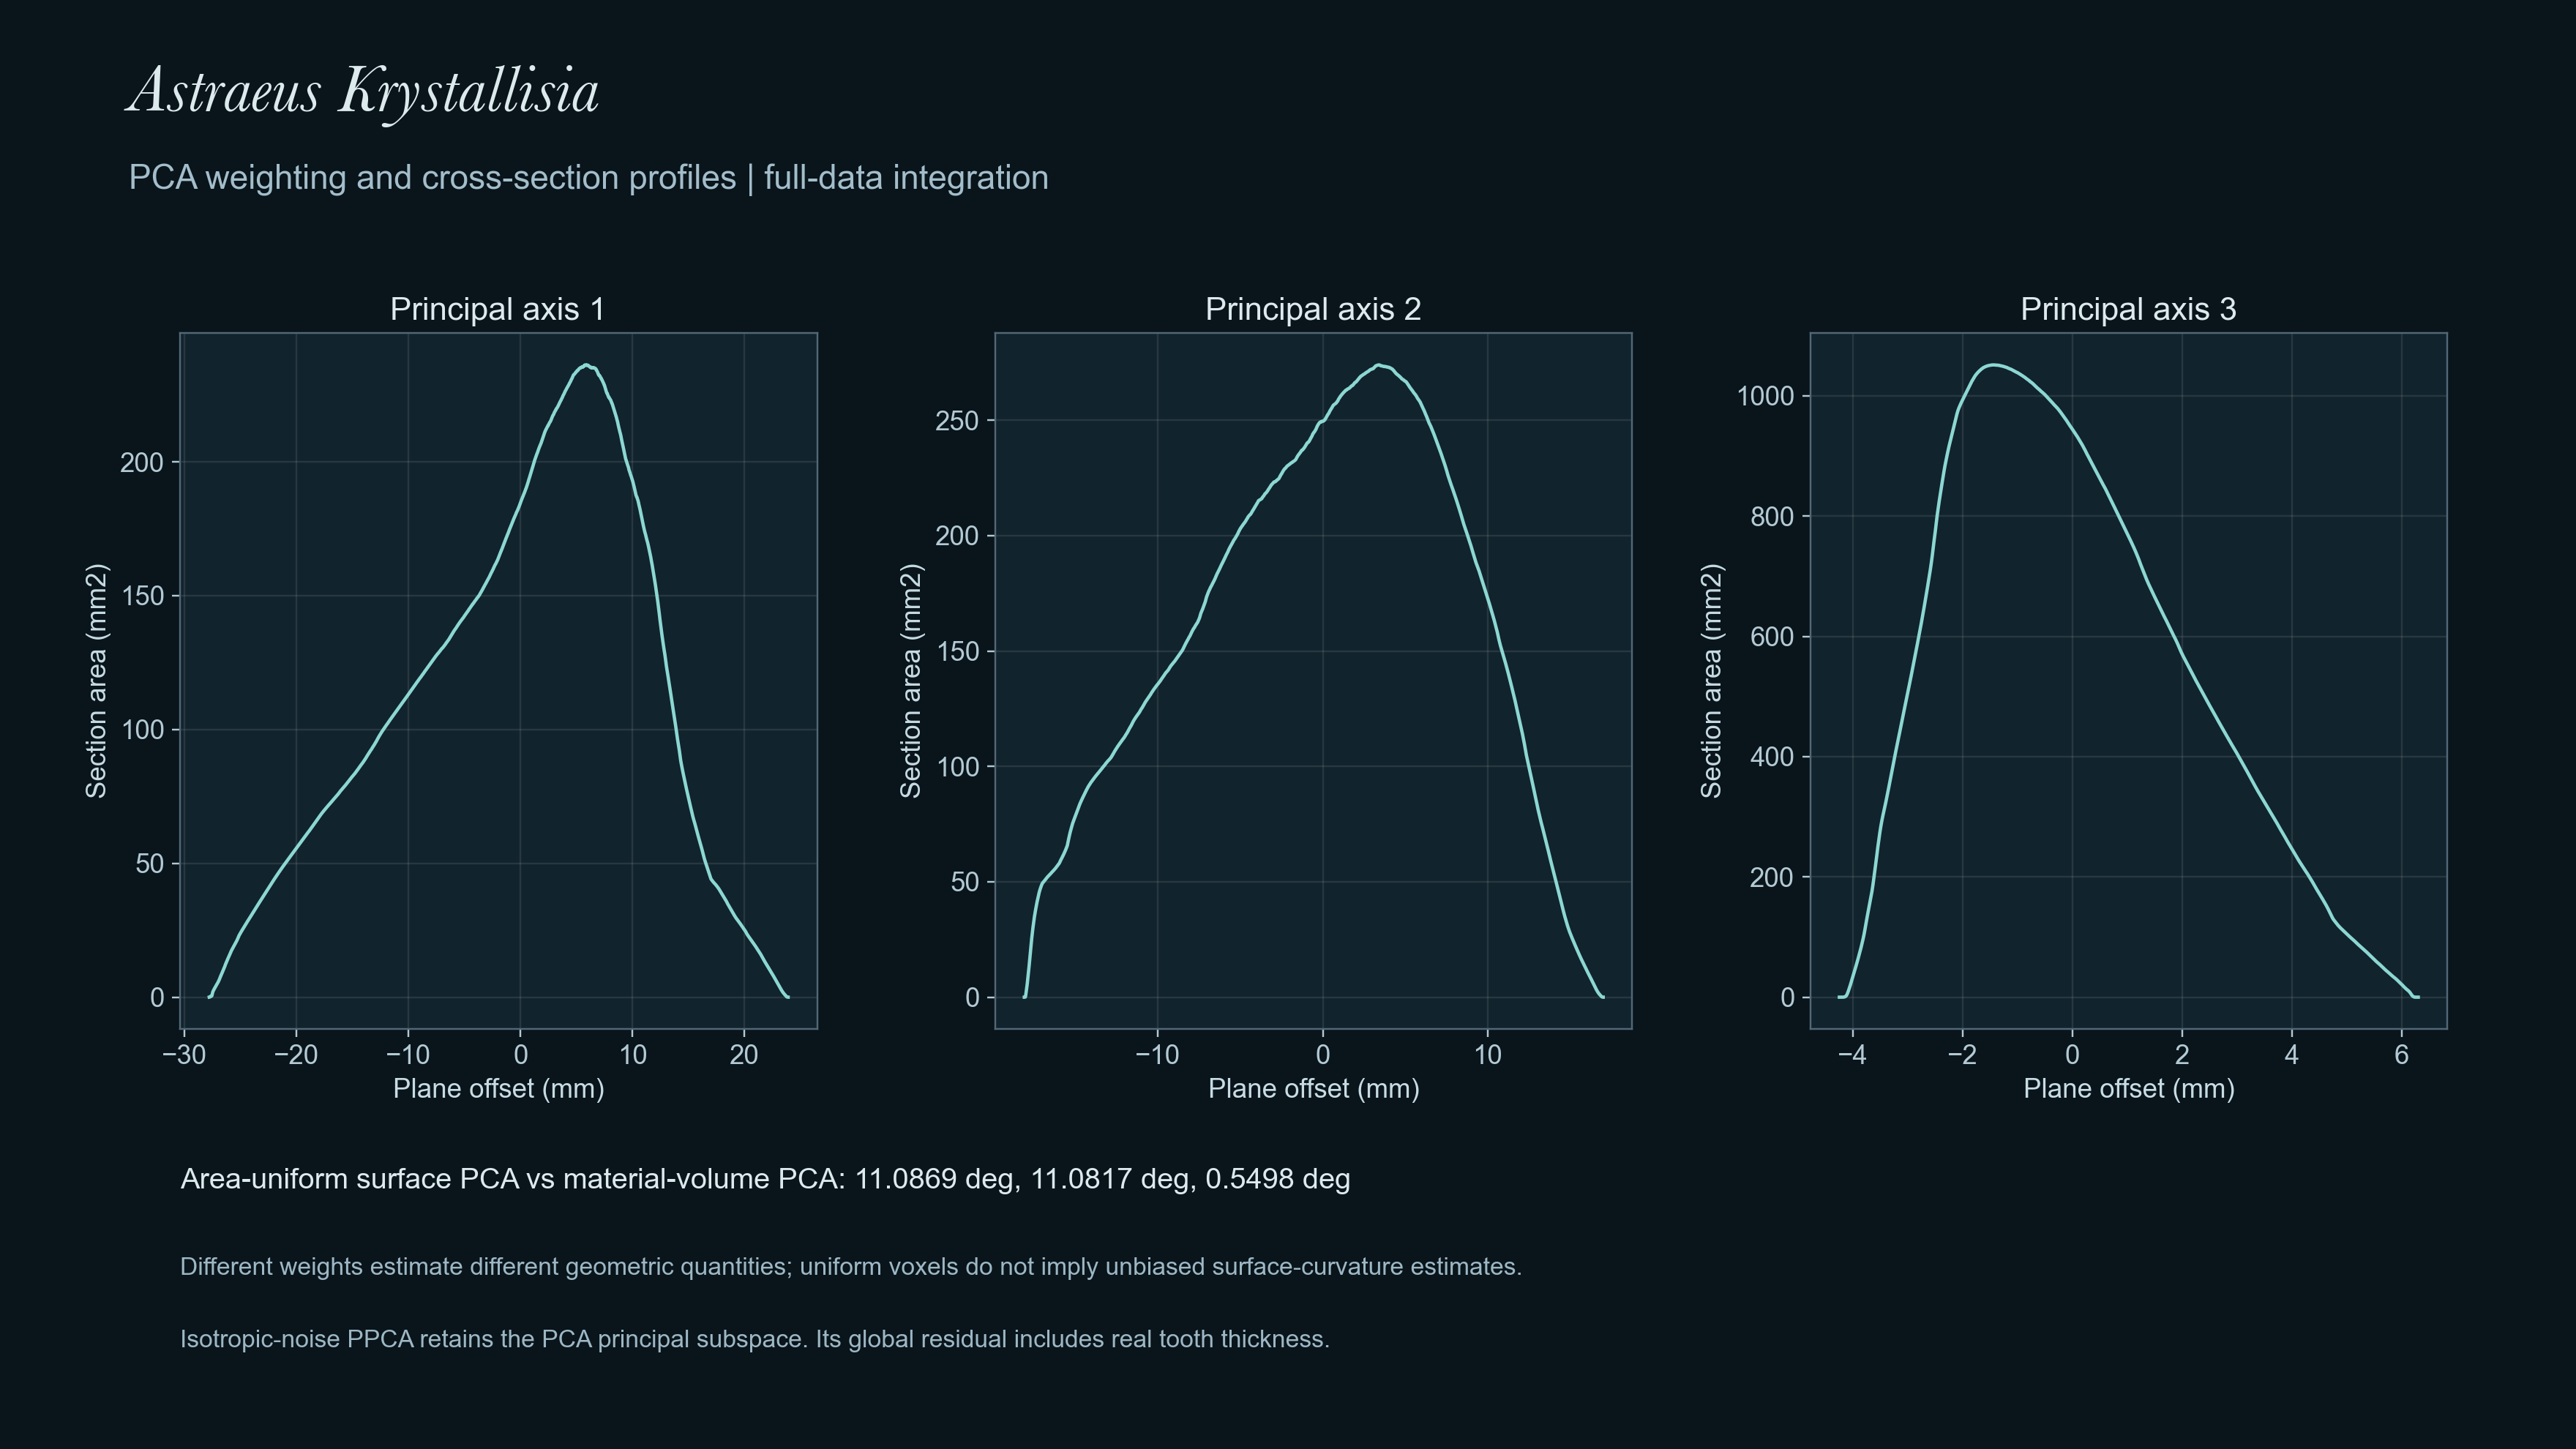 Astraeus Krystallisia
PCA weighting and cross-section profiles | full-data integration
Principal axis 1
Section area (mm2)
200
150
100
50
0
−30 −20 −10 0 10 20
Plane offset (mm)
Principal axis 2
Section area (mm2)
250
200
150
100
50
0
−10 0 10
Plane offset (mm)
Principal axis 3
Section area (mm2)
1000
800
600
400
200
0
−4 −2 0 2 4 6
Plane offset (mm)
Area-uniform surface PCA vs material-volume PCA: 11.0869 deg, 11.0817 deg, 0.5498 deg
Different weights estimate different geometric quantities; uniform voxels do not imply unbiased surface-curvature estimates.
Isotropic-noise PPCA retains the PCA principal subspace. Its global residual includes real tooth thickness.